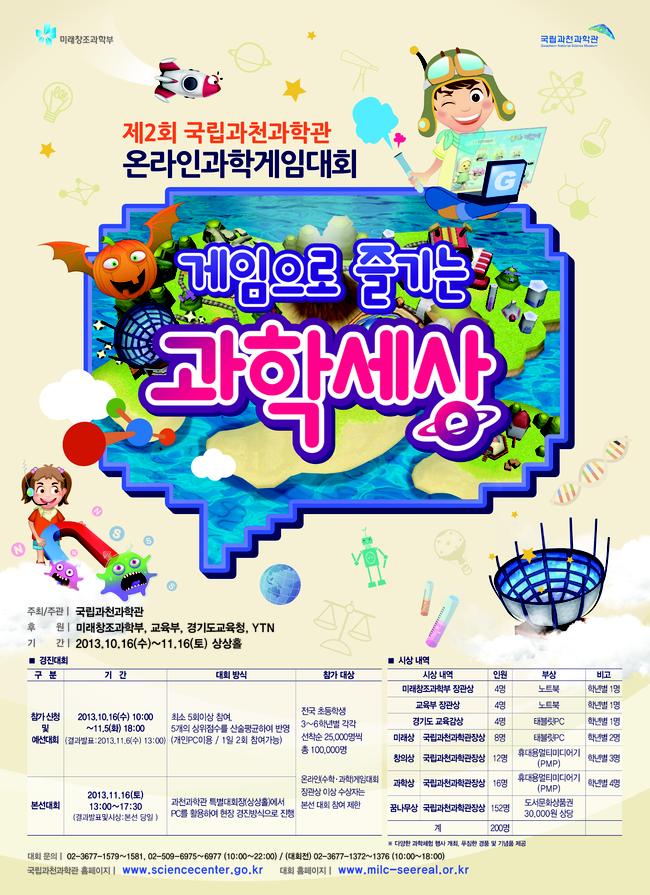 미래창조과학부
국립과천과학관
Gwacheon National Science Museum
제2회 국립과천과학관
온라인과학게임대회
G
게임으로 즐기는
과학세상
e
N
S
N
S
S
주최/주관 | 국립과천과학관
후 원 | 미래창조과학부, 교육부, 경기도교육청, YTN
기 간 | 2013.10.16(수)~11.16(토) 상상홀
■ 경진대회
구 분 기 간 대회 방식 참가 대상
참가 신청
및
예선대회
2013.10.16(수) 10:00
~11.5(화) 18:00
(결과발표:2013.11.6(수) 13:00)
최소 5회이상 참여,
5개의 상위점수를 산술평균하여 반영
(개인PC이용 / 1일 2회 참여가능)
전국 초등학생
3~6학년별 각각
선착순 25,000명씩
총 100,000명
온라인(수학·과학)게임대회
장관상 이상 수상자는
본선 대회 참여 제한
본선대회
2013.11.16(토)
13:00~17:30
(결과발표및시상:본선 당일)
과천과학관 특별대회장(상상홀)에서
PC를 활용하여 현장 경진방식으로 진행
■ 시상 내역
시상 내역 인원 부상 비고
미래창조과학부 장관상 4명 노트북 학년별 1명
교육부 장관상 4명 노트북 학년별 1명
경기도 교육감상 4명 태블릿PC 학년별 1명
미래상 국립과천과학관장상 8명 태블릿PC 학년별 2명
창의상 국립과천과학관장상 12명 휴대용멀티미디어기(PMP) 학년별 3명
과학상 국립과천과학관장상 16명 휴대용멀티미디어기(PMP) 학년별 4명
꿈나무상 국립과천과학관장상 152명 도서문화상품권 30,000원 상당
계 200명
※ 다양한 과학체험 행사 개최, 푸짐한 경품 및 기념품 제공
대회 문의 | 02-3677-1579~1581, 02-509-6975~6977 (10:00~22:00) / (대회전) 02-3677-1372~1376 (10:00~18:00)
국립과천과학관 홈페이지 | www.sciencecenter.go.kr 대회 홈페이지 | www.milc-seereal.or.kr